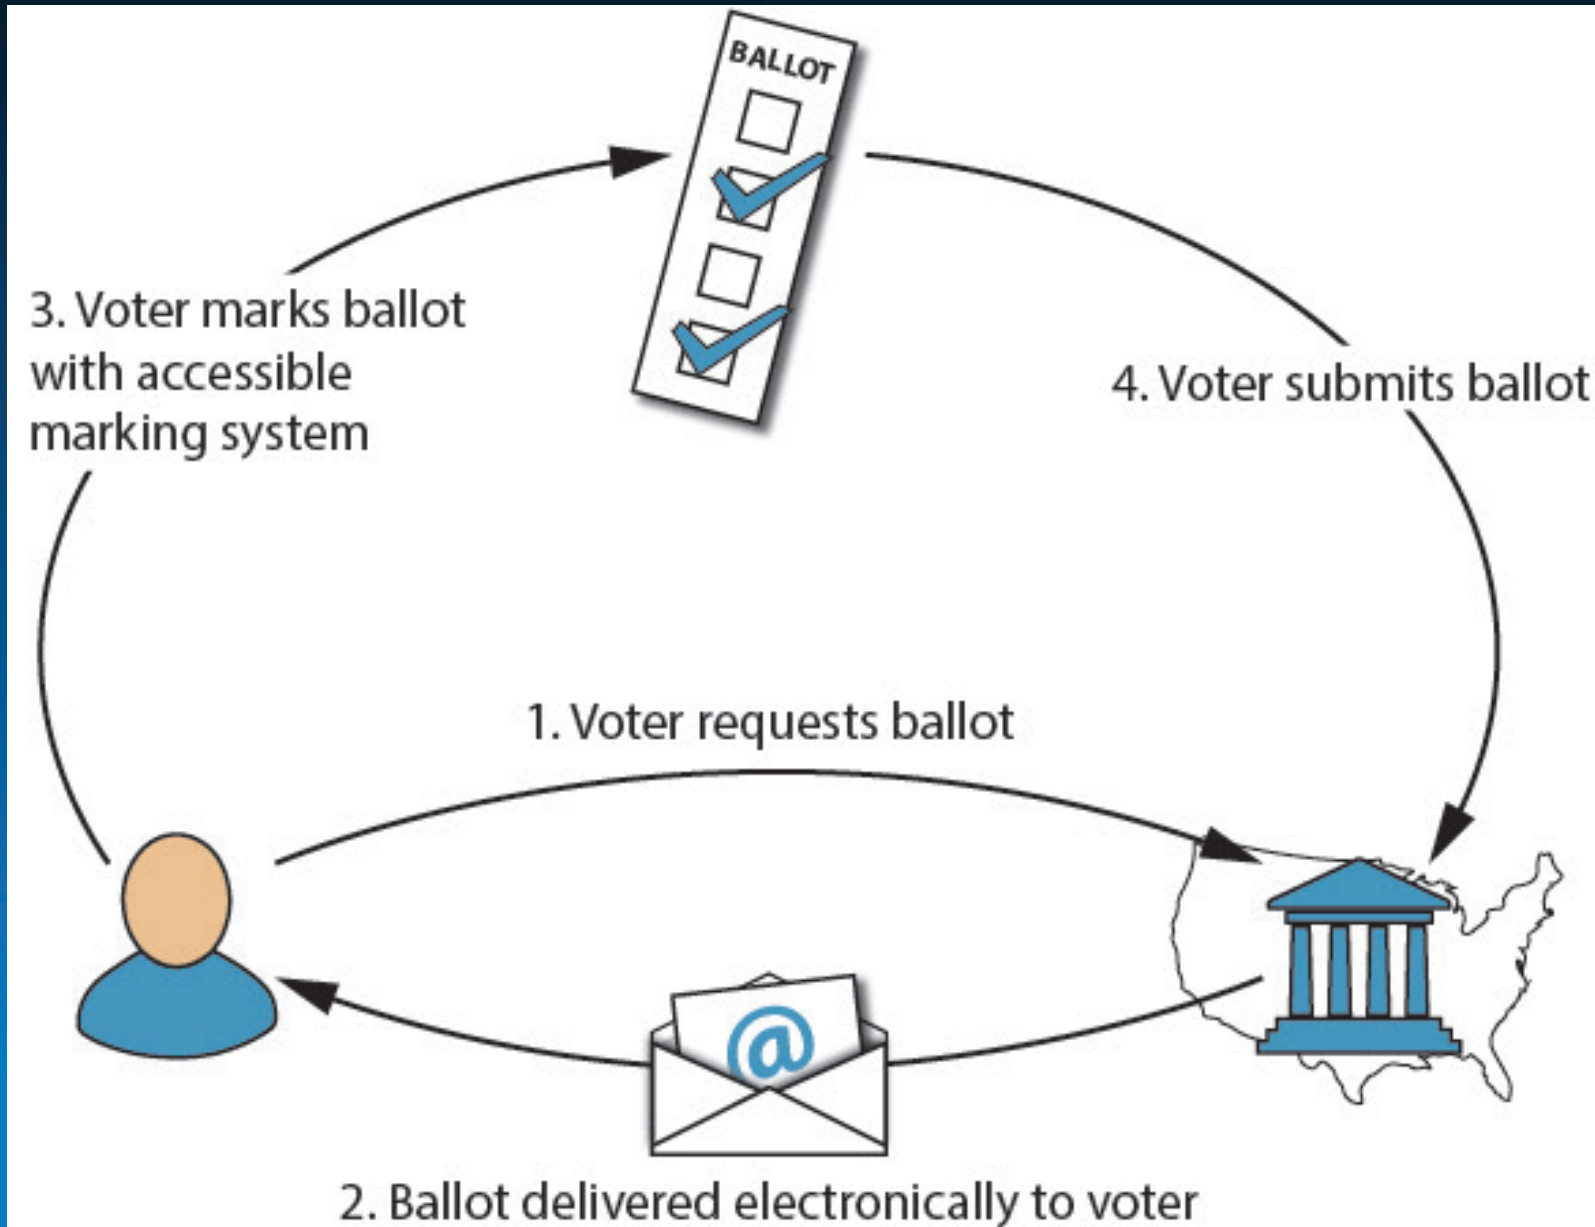 BALLOT
3. Voter marks ballot
with accessible
marking system
4. Voter submits ballot
1. Voter requests ballot
@
2. Ballot delivered electronically to voter